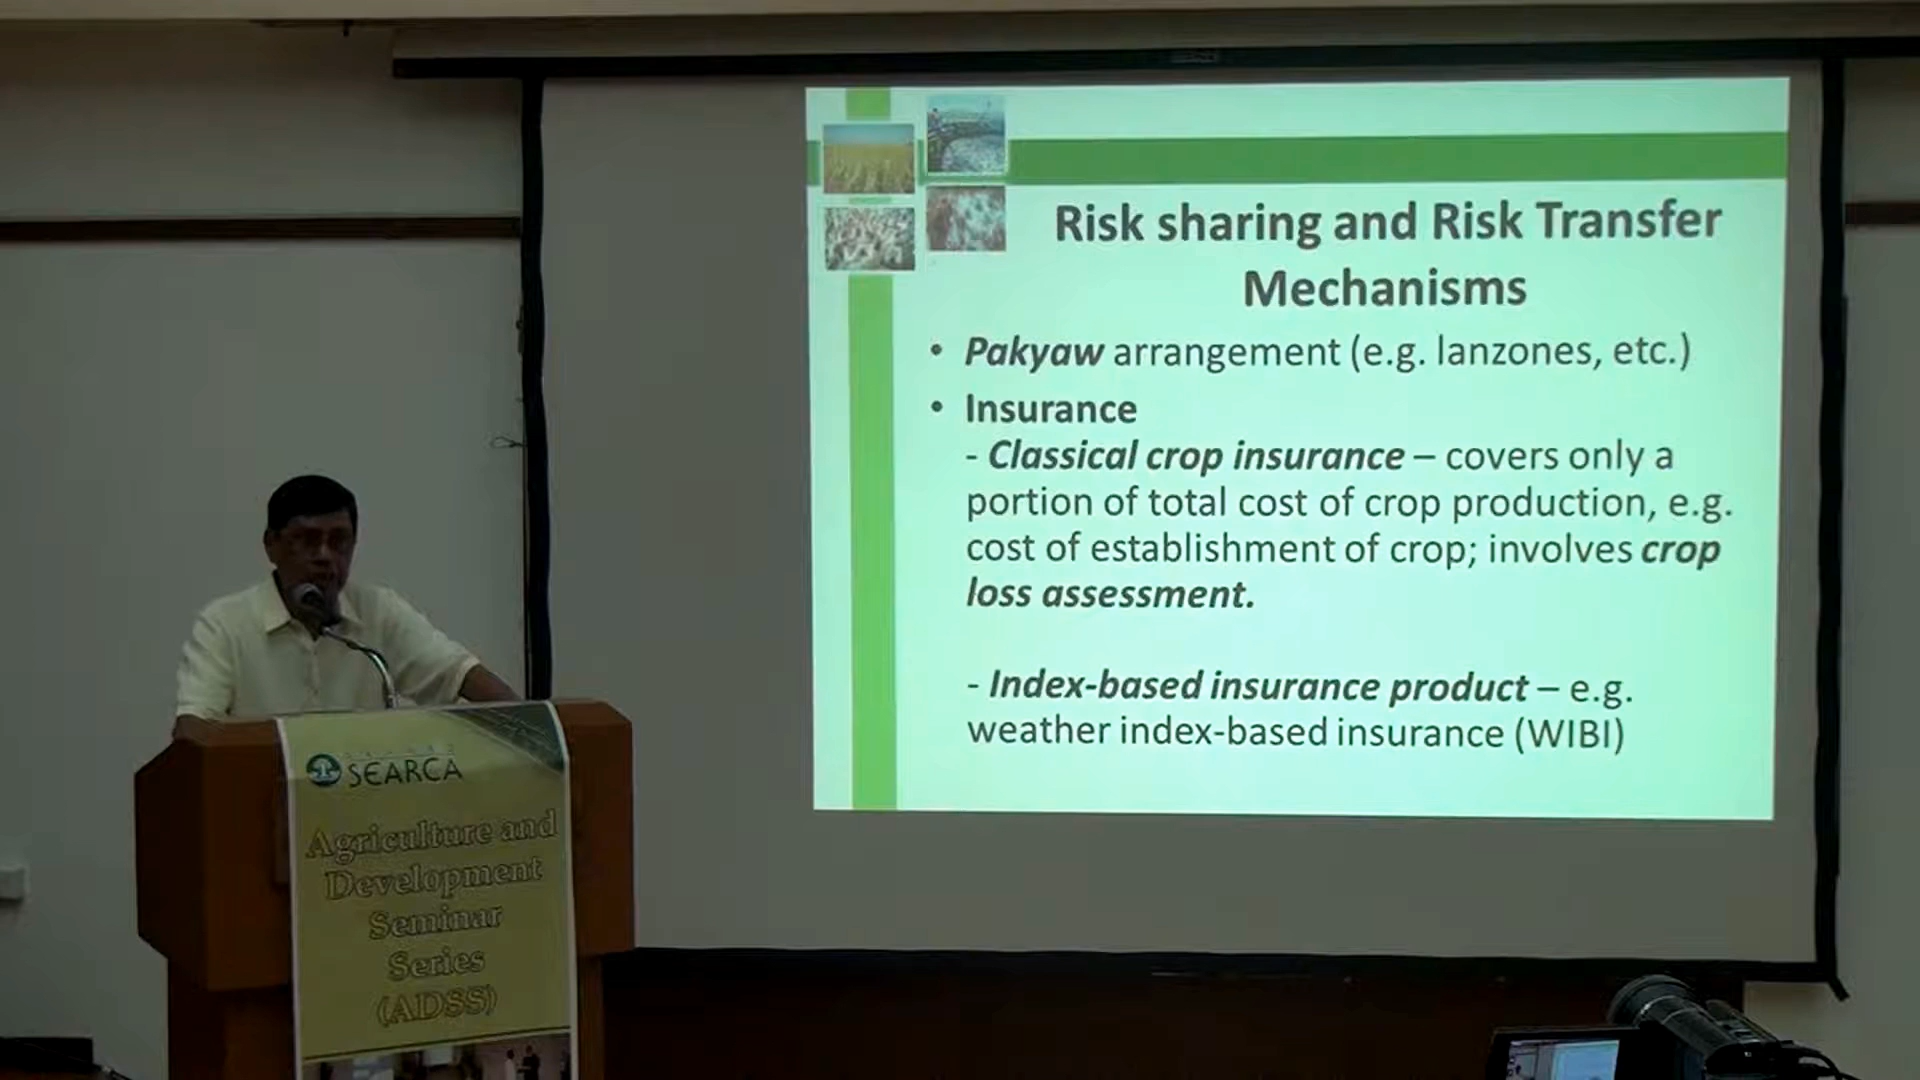 Risk sharing and Risk Transfer
Mechanisms
• Pakyaw arrangement (e.g. lanzones, etc.)
• Insurance
- Classical crop insurance – covers only a
portion of total cost of crop production, e.g.
cost of establishment of crop; involves crop
loss assessment.
- Index-based insurance product – e.g.
weather index-based insurance (WIBI)
SEARCA
Agriculture and
Development
Seminar
Series
(ADSS)